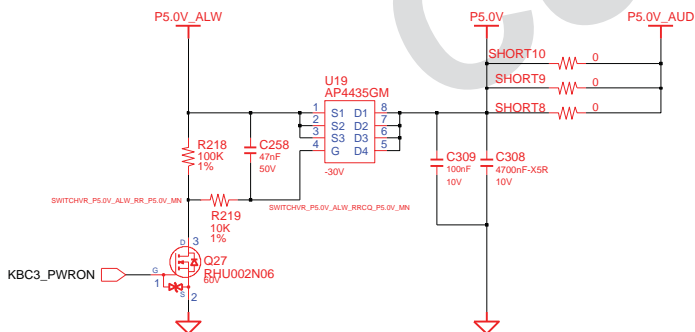 P5.0V_ALW P5.0V P5.0V_AUD
SHORT10 0
SHORT9 0
SHORT8 0
U19
AP4435GM
1 S1 D1 8
2 S2 D2 7
3 S3 D3 6
4 G D4 5
-30V
R218
100K
1%
C258
47nF
50V
C309
100nF
10V
C308
4700nF-X5R
10V
SWITCHVR_P5.0V_ALW_RR_P5.0V_MN
R219
10K
1%
SWITCHVR_P5.0V_ALW_RRCQ_P5.0V_MN
D 3
Q27
RHU002N06
60V
KBC3_PWRON
G
1
S
2